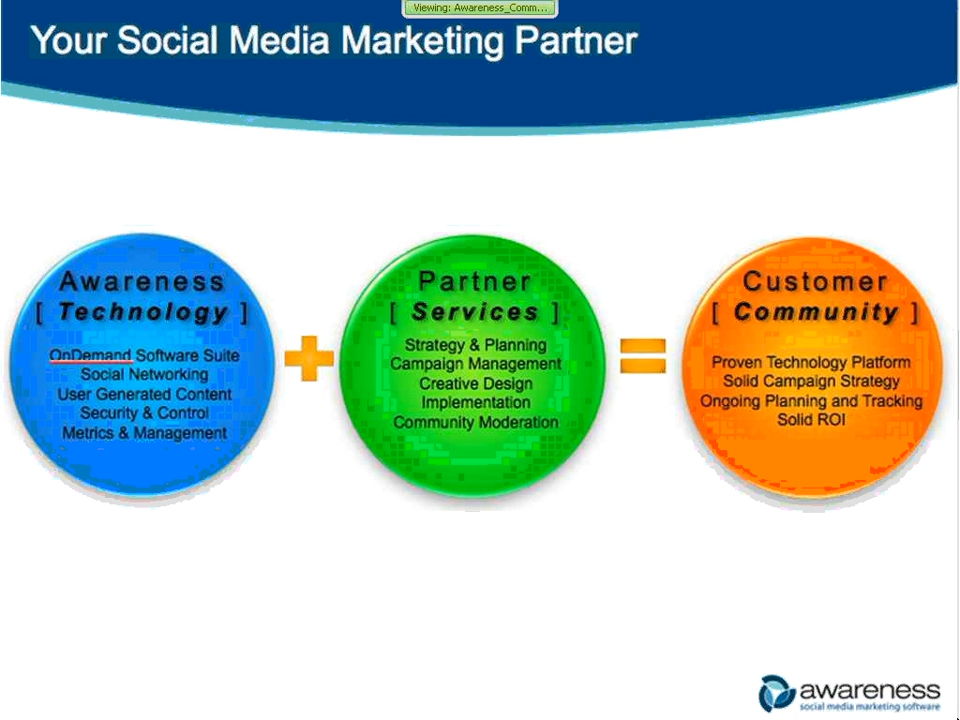 Viewing: Awareness_Comm...
Your Social Media Marketing Partner
Awareness
[ Technology ]
OnDemand Software Suite
Social Networking
User Generated Content
Security & Control
Metrics & Management
Partner
[ Services ]
Strategy & Planning
Campaign Management
Creative Design
Implementation
Community Moderation
Customer
[ Community ]
Proven Technology Platform
Solid Campaign Strategy
Ongoing Planning and Tracking
Solid ROI
awareness
social media marketing software